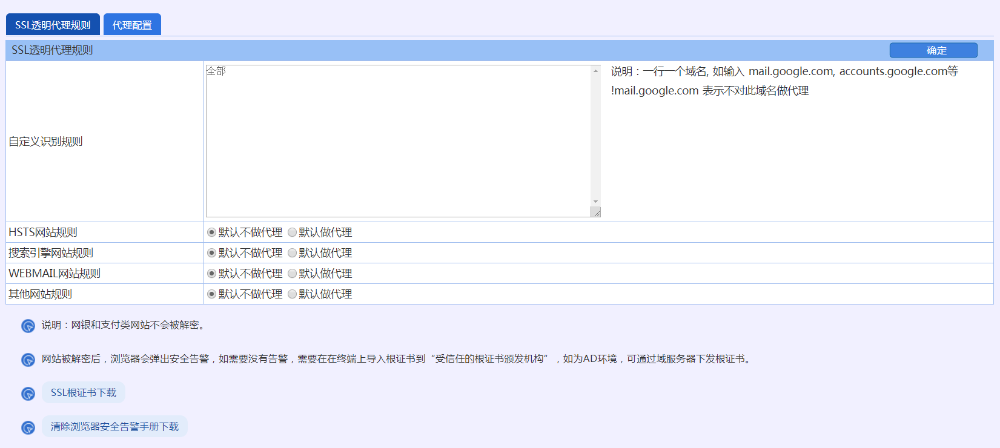 SSL透明代理规则 代理配置
SSL透明代理规则 确定
自定义识别规则
全部
说明：一行一个域名, 如输入 mail.google.com, accounts.google.com等
!mail.google.com 表示不对此域名做代理
HSTS网站规则 默认不做代理 默认做代理
搜索引擎网站规则 默认不做代理 默认做代理
WEBMAIL网站规则 默认不做代理 默认做代理
其他网站规则 默认不做代理 默认做代理
说明：网银和支付类网站不会被解密。
网站被解密后，浏览器会弹出安全告警，如需要没有告警，需要在在终端上导入根证书到“受信任的根证书颁发机构”，如为AD环境，可通过域服务器下发根证书。
SSL根证书下载
清除浏览器安全告警手册下载